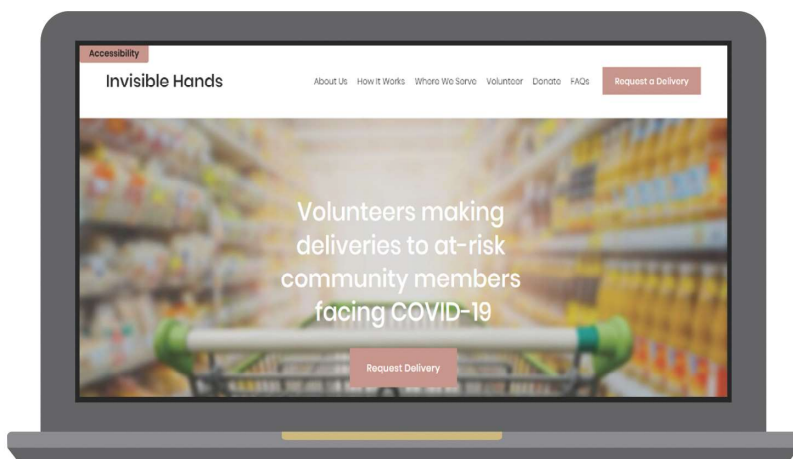 Accessibility
Invisible Hands
About Us How It Works Where We Serve Volunteer Donate FAQs Request a Delivery
Volunteers making
deliveries to at-risk
community members
facing COVID-19
Request Delivery